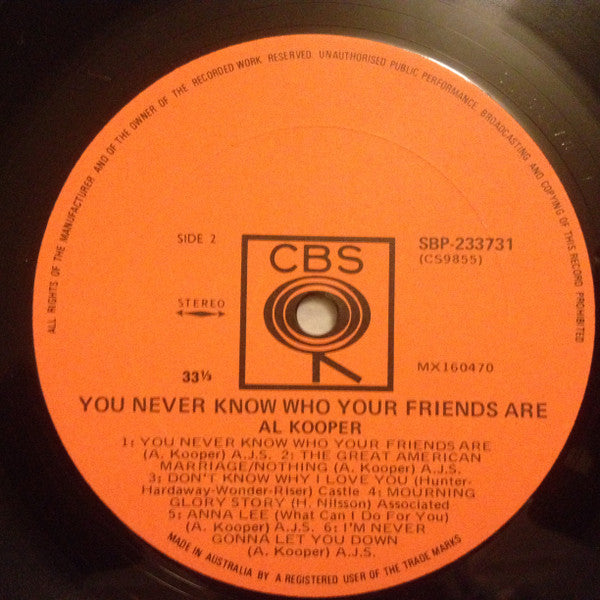 ALL RIGHTS OF THE MANUFACTURER AND OF THE OWNER OF THE RECORDED WORK RESERVED. UNAUTHORISED PUBLIC PERFORMANCE BROADCASTING AND COPYING OF THIS RECORD PROHIBITED
SIDE 2
CBS
SBP-233731
(CS9855)
STEREO
33⅓
MX160470
YOU NEVER KNOW WHO YOUR FRIENDS ARE
AL KOOPER
1: YOU NEVER KNOW WHO YOUR FRIENDS ARE
(A. Kooper) A.J.S. 2: THE GREAT AMERICAN
MARRIAGE/NOTHING (A. Kooper) A.J.S.
3: DON'T KNOW WHY I LOVE YOU (Hunter-
Hardaway-Wonder-Riser) Castle 4: MOURNING
GLORY STORY (H. Nilsson) Associated
5: ANNA LEE (What Can I Do For You)
(A. Kooper) A.J.S. 6: I'M NEVER
GONNA LET YOU DOWN
(A. Kooper) A.J.S.
MADE IN AUSTRALIA BY A REGISTERED USER OF THE TRADE MARKS